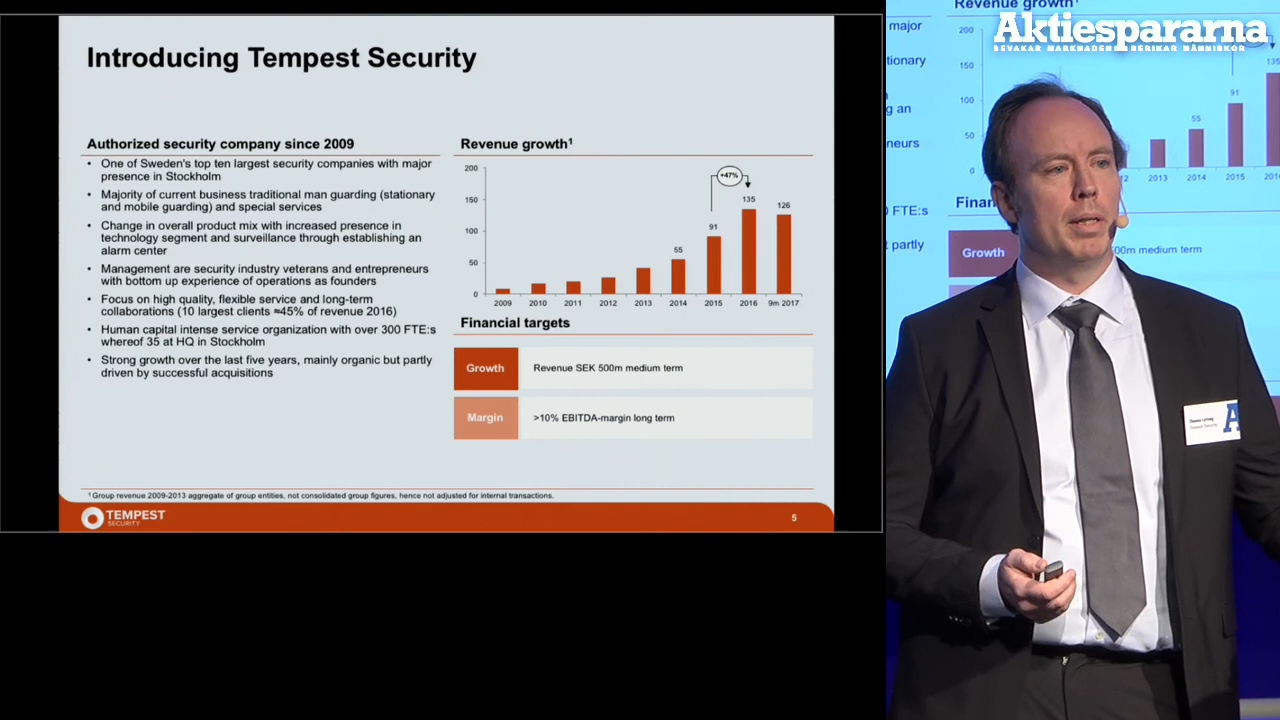 Introducing Tempest Security
Authorized security company since 2009
• One of Sweden's top ten largest security companies with major
presence in Stockholm
• Majority of current business traditional man guarding (stationary
and mobile guarding) and special services
• Change in overall product mix with increased presence in
technology segment and surveillance through establishing an
alarm center
• Management are security industry veterans and entrepreneurs
with bottom up experience of operations as founders
• Focus on high quality, flexible service and long-term
collaborations (10 largest clients ≈45% of revenue 2016)
• Human capital intense service organization with over 300 FTE:s
whereof 35 at HQ in Stockholm
• Strong growth over the last five years, mainly organic but partly
driven by successful acquisitions
Revenue growth¹
200
150
100
50
0
+47%
55
91
135
126
2009 2010 2011 2012 2013 2014 2015 2016 9m 2017
Financial targets
Growth
Revenue SEK 500m medium term
Margin
>10% EBITDA-margin long term
¹ Group revenue 2009-2013 aggregate of group entities, not consolidated group figures, hence not adjusted for internal transactions.
TEMPEST
SECURITY
5
Revenue growth¹
Aktiespararna
BEVAKAR MARKNADEN BERIKAR MÄNNISKOR
major
tionary
ng an
neurs
FTE:s
t partly
200
150
100
50
0
55
91
135
12 2013 2014 2015 2016
Finan
Growth
500m medium term
Tempest Security
A